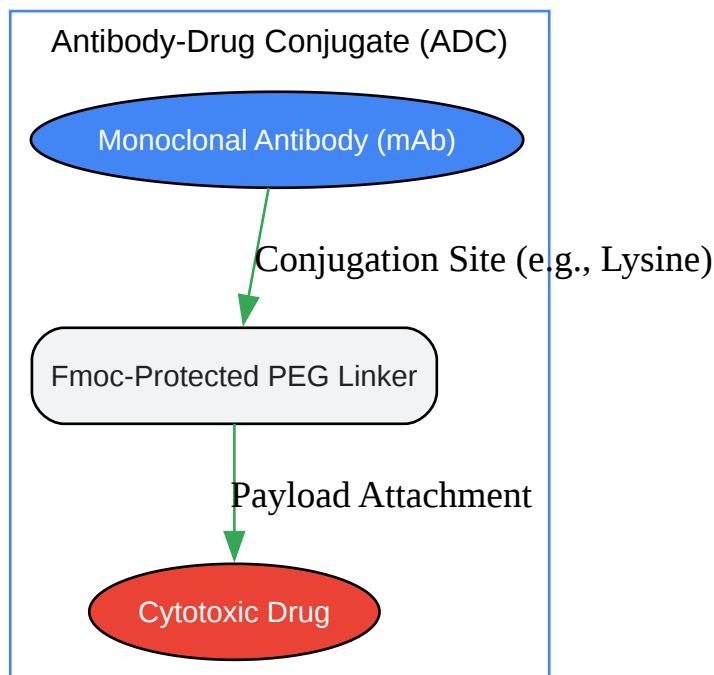 Antibody-Drug Conjugate (ADC)
Monoclonal Antibody (mAb)
Conjugation Site (e.g., Lysine)
Fmoc-Protected PEG Linker
Payload Attachment
Cytotoxic Drug